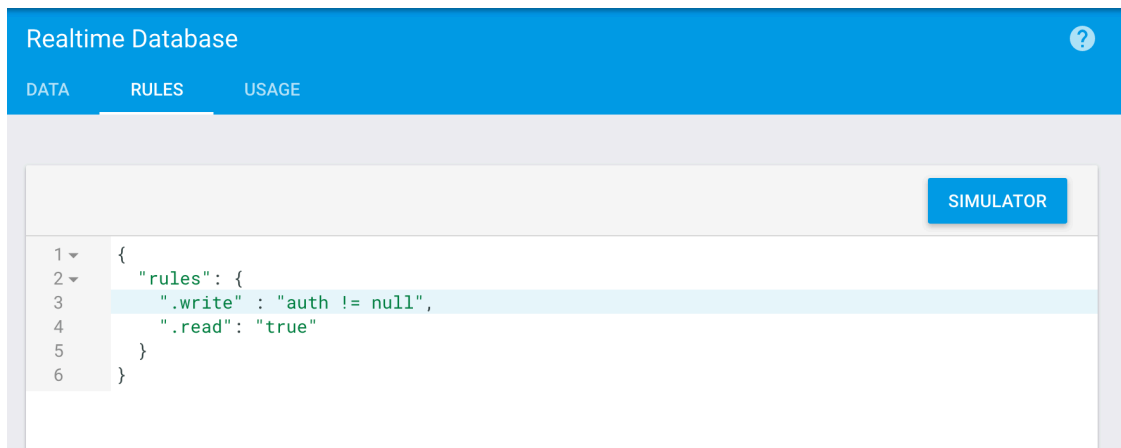 Realtime Database ?
DATA RULES USAGE
SIMULATOR
1 {
2 "rules": {
3 ".write" : "auth != null",
4 ".read": "true"
5 }
6 }